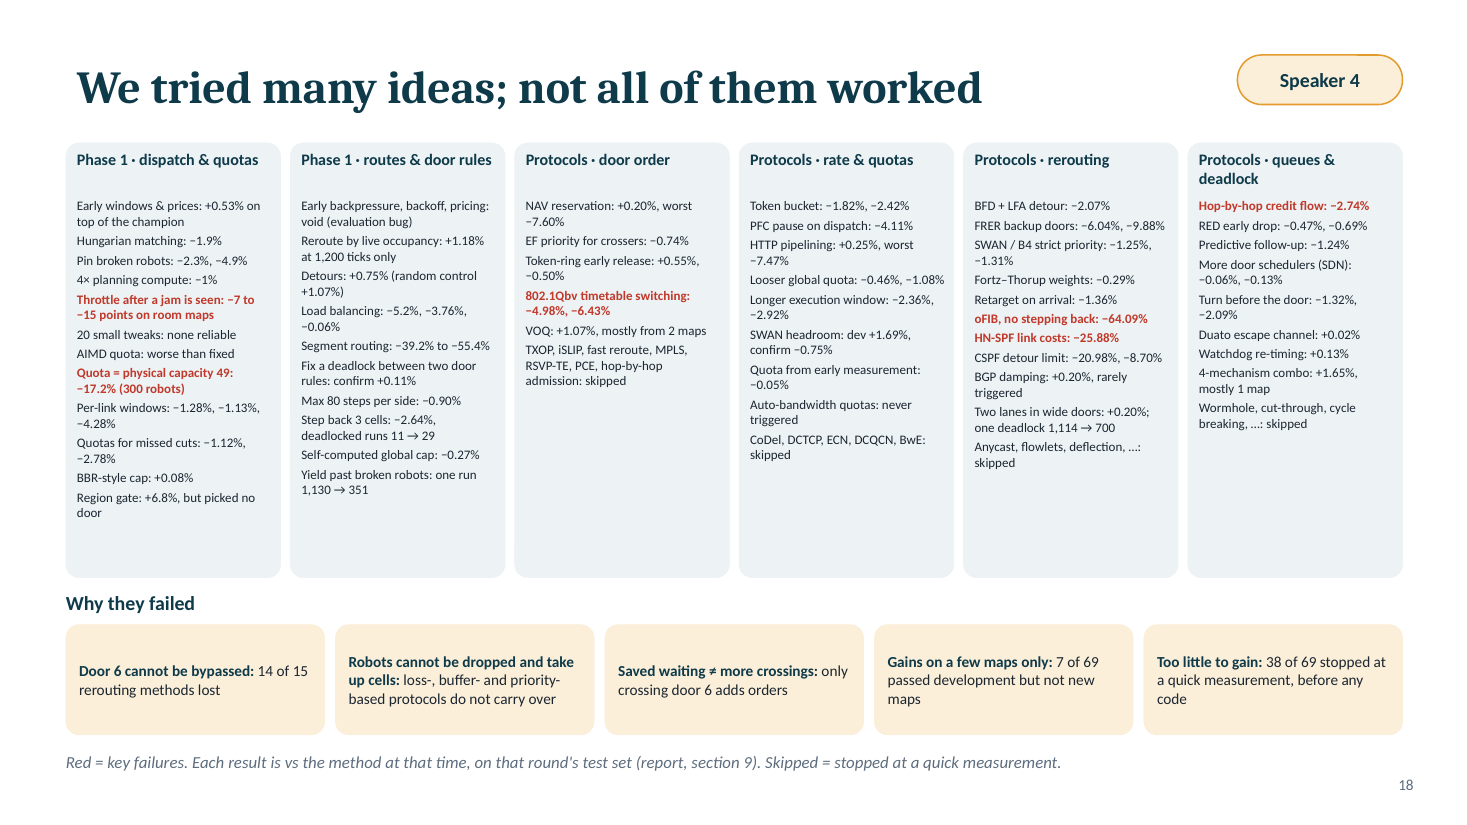 We tried many ideas; not all of them worked
Speaker 4
Phase 1 · dispatch & quotas
Early windows & prices: +0.53% on
top of the champion
Hungarian matching: −1.9%
Pin broken robots: −2.3%, −4.9%
4× planning compute: −1%
Throttle after a jam is seen: −7 to
−15 points on room maps
20 small tweaks: none reliable
AIMD quota: worse than fixed
Quota = physical capacity 49:
−17.2% (300 robots)
Per-link windows: −1.28%, −1.13%,
−4.28%
Quotas for missed cuts: −1.12%,
−2.78%
BBR-style cap: +0.08%
Region gate: +6.8%, but picked no
door
Phase 1 · routes & door rules
Early backpressure, backoff, pricing:
void (evaluation bug)
Reroute by live occupancy: +1.18%
at 1,200 ticks only
Detours: +0.75% (random control
+1.07%)
Load balancing: −5.2%, −3.76%,
−0.06%
Segment routing: −39.2% to −55.4%
Fix a deadlock between two door
rules: confirm +0.11%
Max 80 steps per side: −0.90%
Step back 3 cells: −2.64%,
deadlocked runs 11 → 29
Self-computed global cap: −0.27%
Yield past broken robots: one run
1,130 → 351
Protocols · door order
NAV reservation: +0.20%, worst
−7.60%
EF priority for crossers: −0.74%
Token-ring early release: +0.55%,
−0.50%
802.1Qbv timetable switching:
−4.98%, −6.43%
VOQ: +1.07%, mostly from 2 maps
TXOP, iSLIP, fast reroute, MPLS,
RSVP-TE, PCE, hop-by-hop
admission: skipped
Protocols · rate & quotas
Token bucket: −1.82%, −2.42%
PFC pause on dispatch: −4.11%
HTTP pipelining: +0.25%, worst
−7.47%
Looser global quota: −0.46%, −1.08%
Longer execution window: −2.36%,
−2.92%
SWAN headroom: dev +1.69%,
confirm −0.75%
Quota from early measurement:
−0.05%
Auto-bandwidth quotas: never
triggered
CoDel, DCTCP, ECN, DCQCN, BwE:
skipped
Protocols · rerouting
BFD + LFA detour: −2.07%
FRER backup doors: −6.04%, −9.88%
SWAN / B4 strict priority: −1.25%,
−1.31%
Fortz–Thorup weights: −0.29%
Retarget on arrival: −1.36%
oFIB, no stepping back: −64.09%
HN-SPF link costs: −25.88%
CSPF detour limit: −20.98%, −8.70%
BGP damping: +0.20%, rarely
triggered
Two lanes in wide doors: +0.20%;
one deadlock 1,114 → 700
Anycast, flowlets, deflection, …:
skipped
Protocols · queues &
deadlock
Hop-by-hop credit flow: −2.74%
RED early drop: −0.47%, −0.69%
Predictive follow-up: −1.24%
More door schedulers (SDN):
−0.06%, −0.13%
Turn before the door: −1.32%,
−2.09%
Duato escape channel: +0.02%
Watchdog re-timing: +0.13%
4-mechanism combo: +1.65%,
mostly 1 map
Wormhole, cut-through, cycle
breaking, …: skipped
Why they failed
Door 6 cannot be bypassed: 14 of 15
rerouting methods lost
Robots cannot be dropped and take
up cells: loss-, buffer- and priority-
based protocols do not carry over
Saved waiting ≠ more crossings: only
crossing door 6 adds orders
Gains on a few maps only: 7 of 69
passed development but not new
maps
Too little to gain: 38 of 69 stopped at
a quick measurement, before any
code
Red = key failures. Each result is vs the method at that time, on that round's test set (report, section 9). Skipped = stopped at a quick measurement.
18